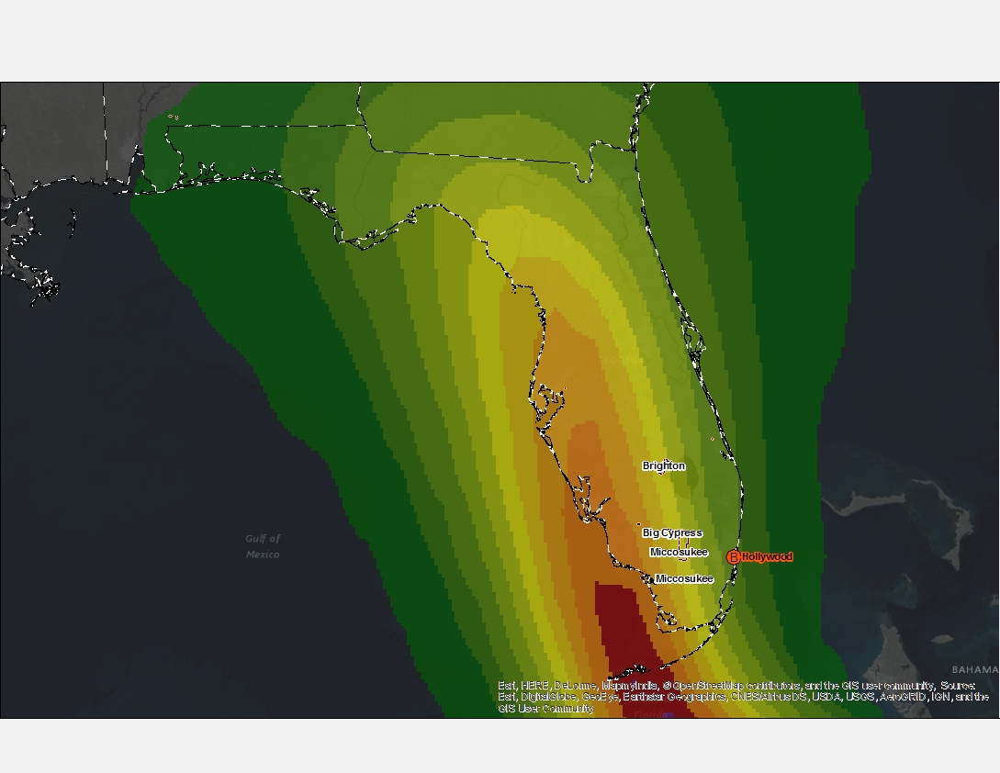 Brighton
Big Cypress
Gulf of
Mexico
Miccosukee
B Hollywood
Miccosukee
BAHAMA
Esri, HERE, DeLorme, MapmyIndia, © OpenStreetMap contributors, and the GIS user community, Source:
Esri, DigitalGlobe, GeoEye, Earthstar Geographics, CNES/Airbus DS, USDA, USGS, AeroGRID, IGN, and the
GIS User Community
Florida